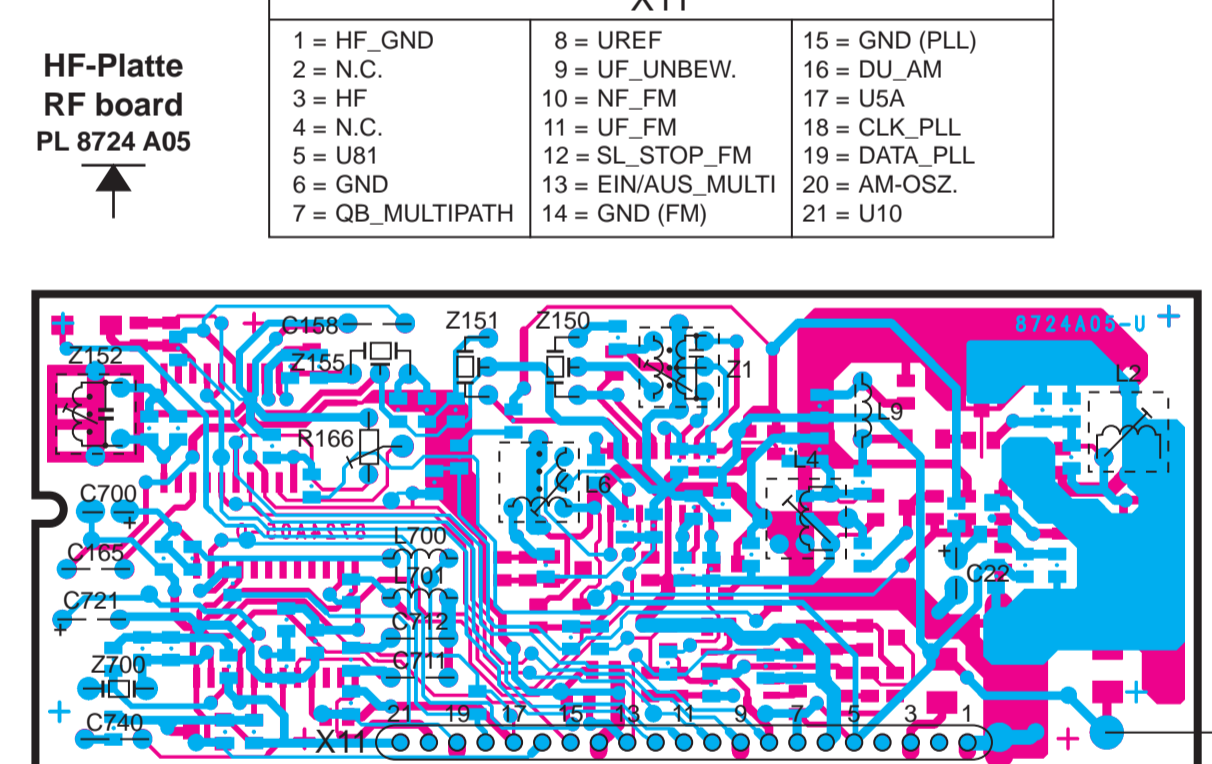 X11
HF-Platte
RF board
PL 8724 A05
1 = HF_GND
2 = N.C.
3 = HF
4 = N.C.
5 = U81
6 = GND
7 = QB_MULTIPATH
8 = UREF
9 = UF_UNBEW.
10 = NF_FM
11 = UF_FM
12 = SL_STOP_FM
13 = EIN/AUS_MULTI
14 = GND (FM)
15 = GND (PLL)
16 = DU_AM
17 = U5A
18 = CLK_PLL
19 = DATA_PLL
20 = AM-OSZ.
21 = U10
C158
Z151
Z150
8724A05-U
Z152
Z155
Z1
L2
L9
R166
L4
L6
C700
L700
C165
L701
C22
C721
C712
Z700
C711
C740
21 19 17 15 13 11 9 7 5 3 1
X11